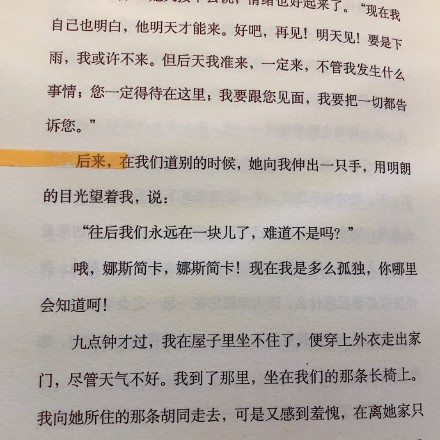 情绪也好起来了。“现在我
自己也明白，他明天才能来。好吧，再见！明天见！要是下
雨，我或许不来。但后天我准来，一定来，不管我发生什么
事情；您一定得待在这里；我要跟您见面，我要把一切都告
诉您。”
后来，在我们道别的时候，她向我伸出一只手，用明朗
的目光望着我，说：
“往后我们永远在一块儿了，难道不是吗？”
哦，娜斯简卡，娜斯简卡！现在我是多么孤独，你哪里
会知道呵！
九点钟才过，我在屋子里坐不住了，便穿上外衣走出家
门，尽管天气不好。我到了那里，坐在我们的那条长椅上。
我向她所住的那条胡同走去，可是又感到羞愧，在离她家只